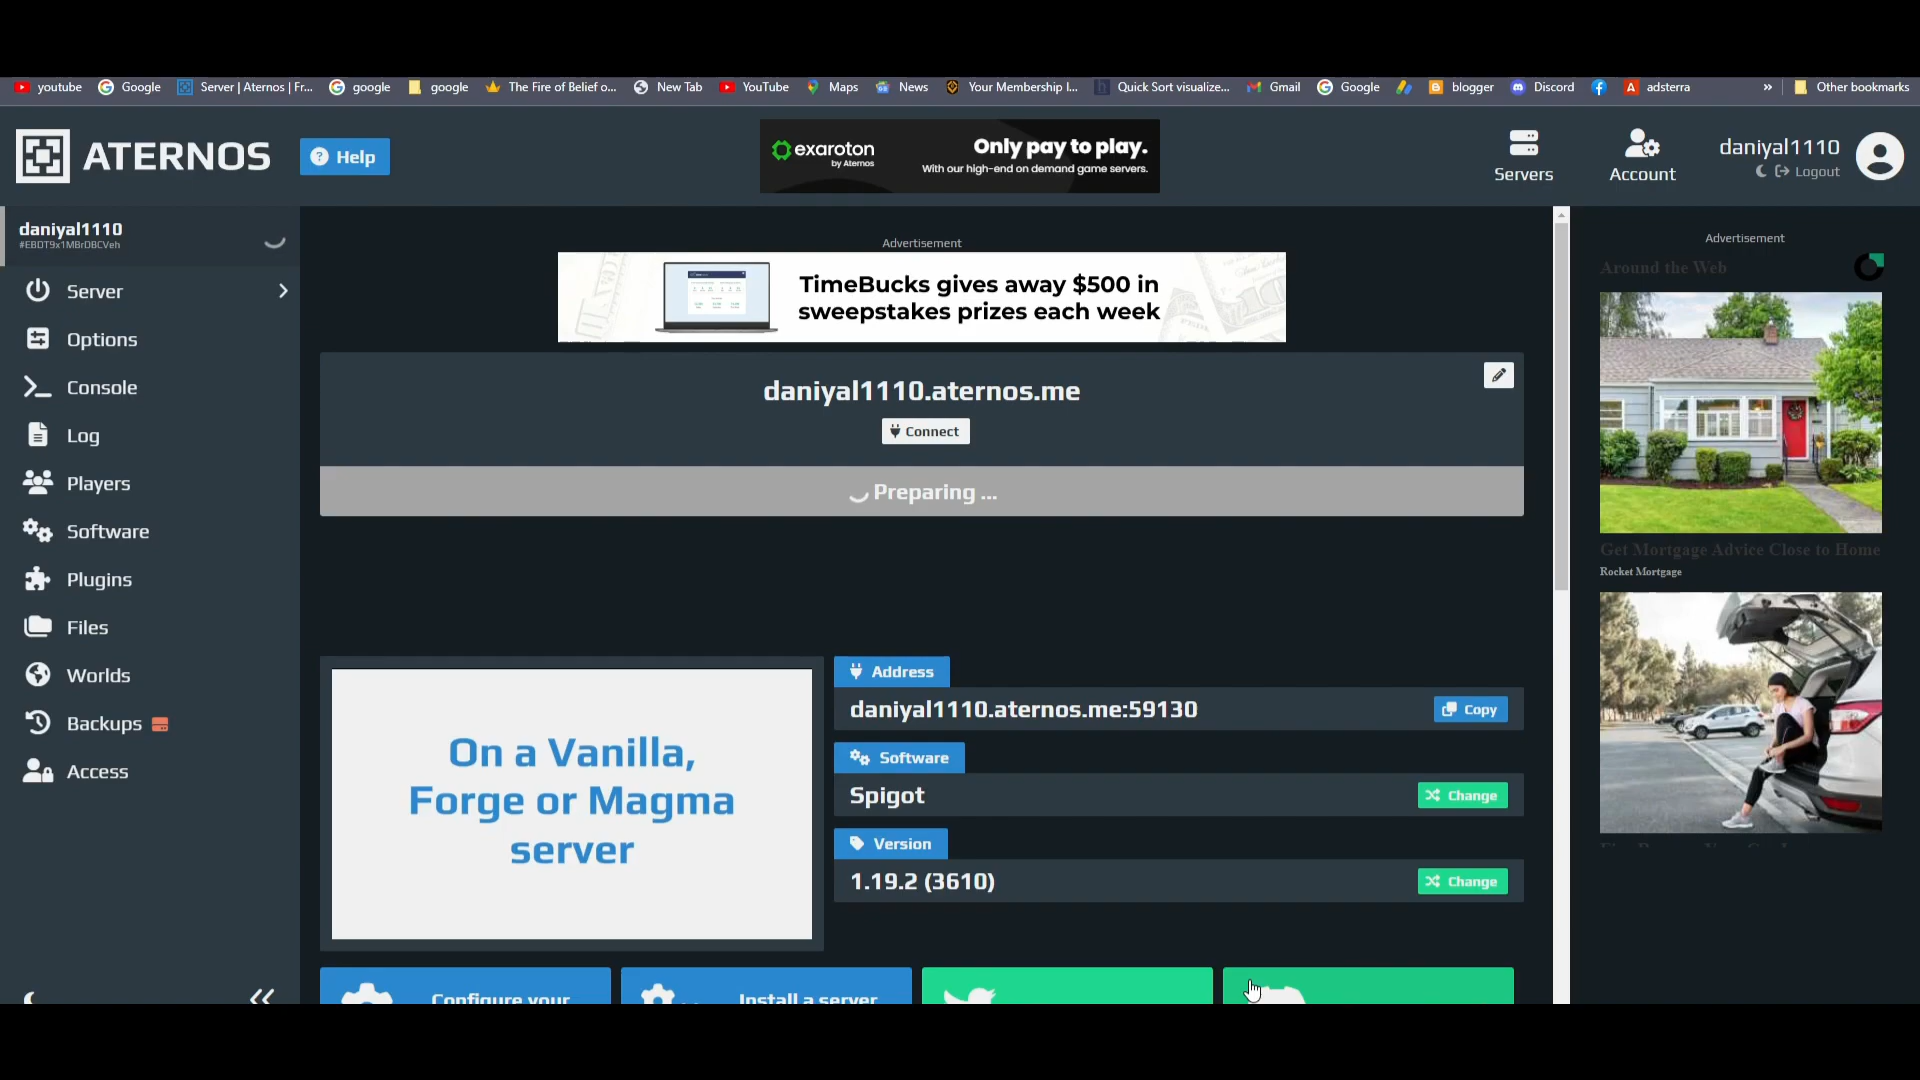 youtube
Google
Server | Aternos | Fr...
google
google
The Fire of Belief o...
New Tab
YouTube
Maps
News
Your Membership I...
Quick Sort visualize...
Gmail
Google
blogger
Discord
adsterra
»
Other bookmarks
ATERNOS
Help
exaroton
by Aternos
Only pay to play.
With our high-end on demand game servers.
Servers
Account
daniyal1110
Logout
daniyal1110
#EBDT9x1MBrDBCVeh
Server
Options
Console
Log
Players
Software
Plugins
Files
Worlds
Backups
Access
Advertisement
TimeBucks gives away $500 in
sweepstakes prizes each week
daniyal1110.aternos.me
Connect
Preparing ...
On a Vanilla,
Forge or Magma
server
Address
daniyal1110.aternos.me:59130
Copy
Software
Spigot
Change
Version
1.19.2 (3610)
Change
Configure your
Install a server
Advertisement
Around the Web
Get Mortgage Advice Close to Home
Rocket Mortgage